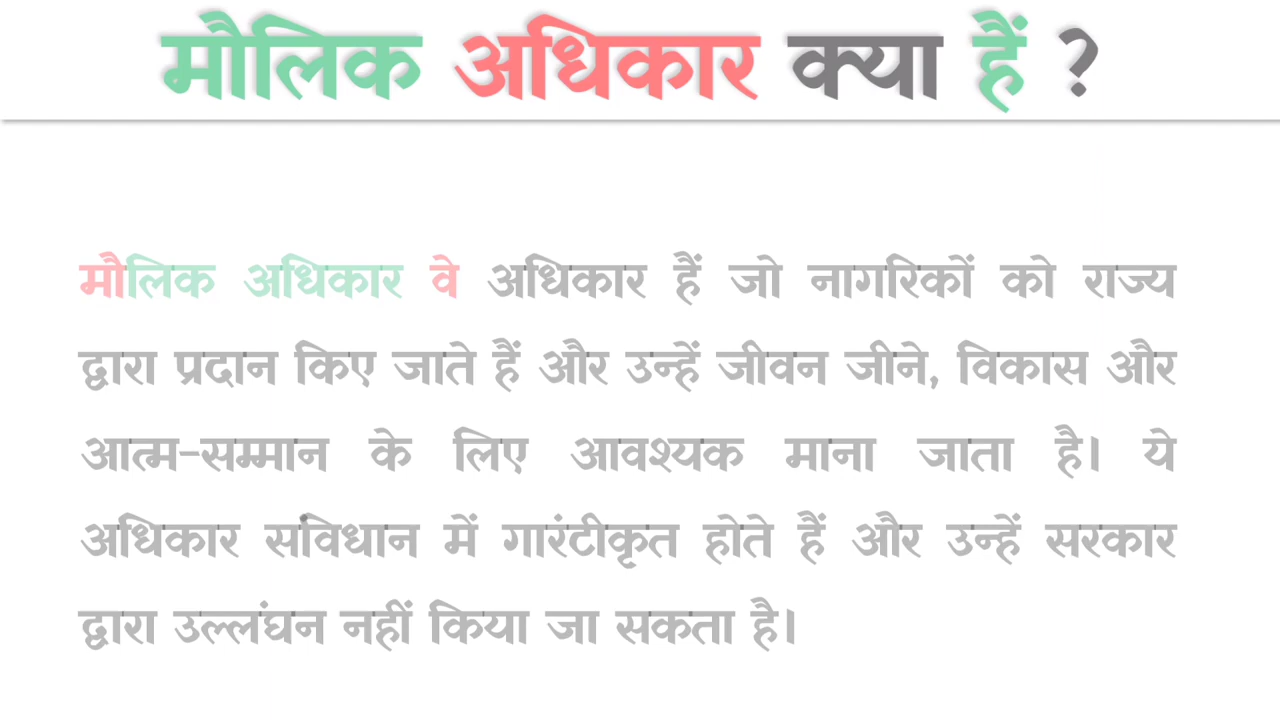 मौलिक अधिकार क्या हैं ?
मौलिक अधिकार वे अधिकार हैं जो नागरिकों को राज्य
द्वारा प्रदान किए जाते हैं और उन्हें जीवन जीने, विकास और
आत्म-सम्मान के लिए आवश्यक माना जाता है। ये
अधिकार संविधान में गारंटीकृत होते हैं और उन्हें सरकार
द्वारा उल्लंघन नहीं किया जा सकता है।